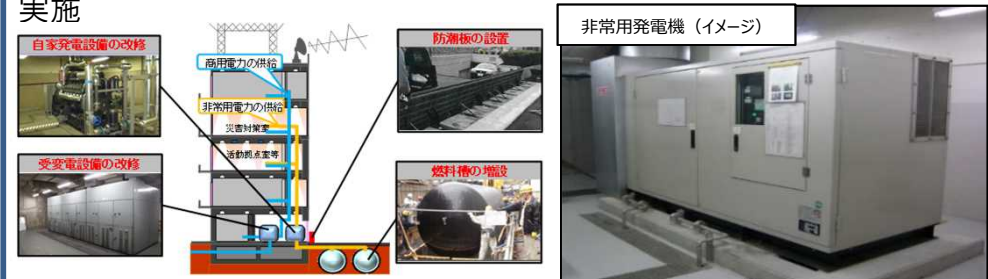 実施
自家発電設備の改修
受変電設備の改修
商用電力の供給
非常用電力の供給
災害対策室
活動拠点室等
防潮板の設置
燃料槽の増設
非常用発電機（イメージ）